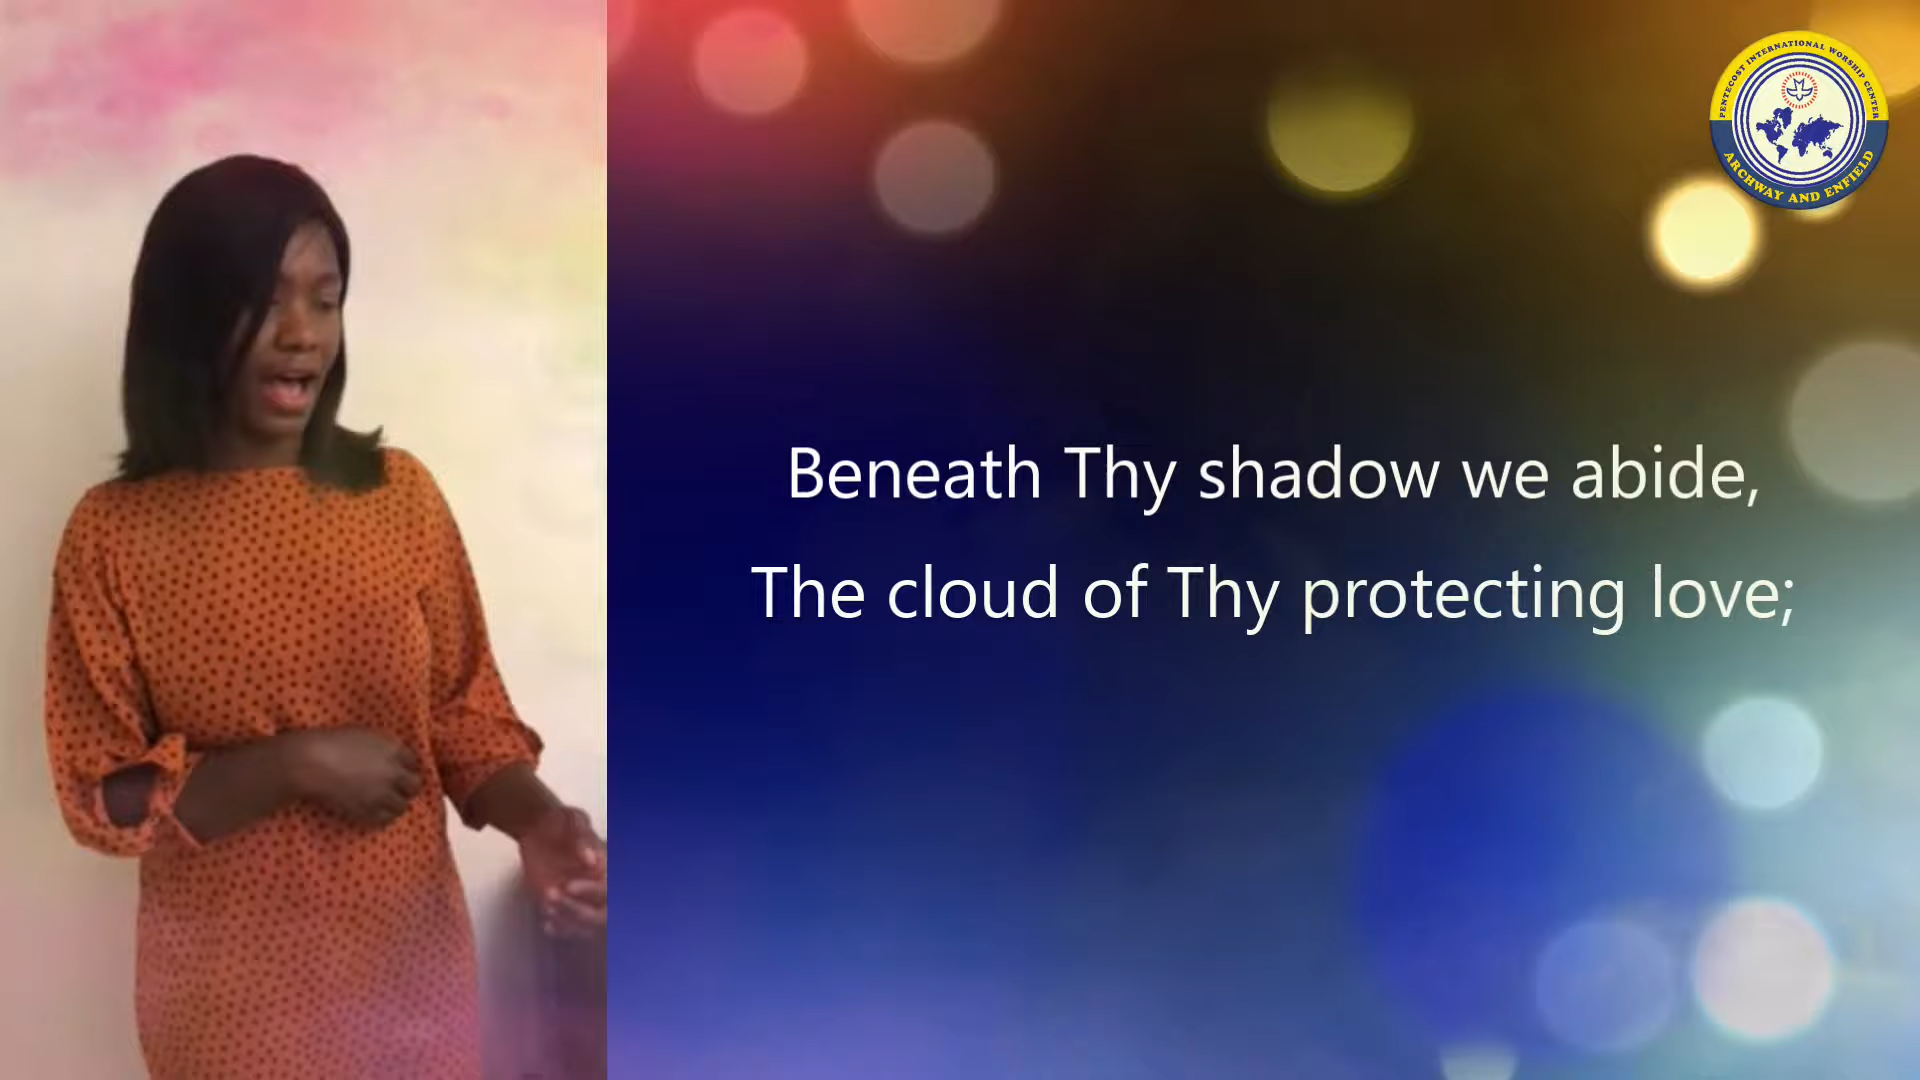 PENTECOST INTERNATIONAL WORSHIP CENTER
ARCHWAY AND ENFIELD
Beneath Thy shadow we abide,
The cloud of Thy protecting love;